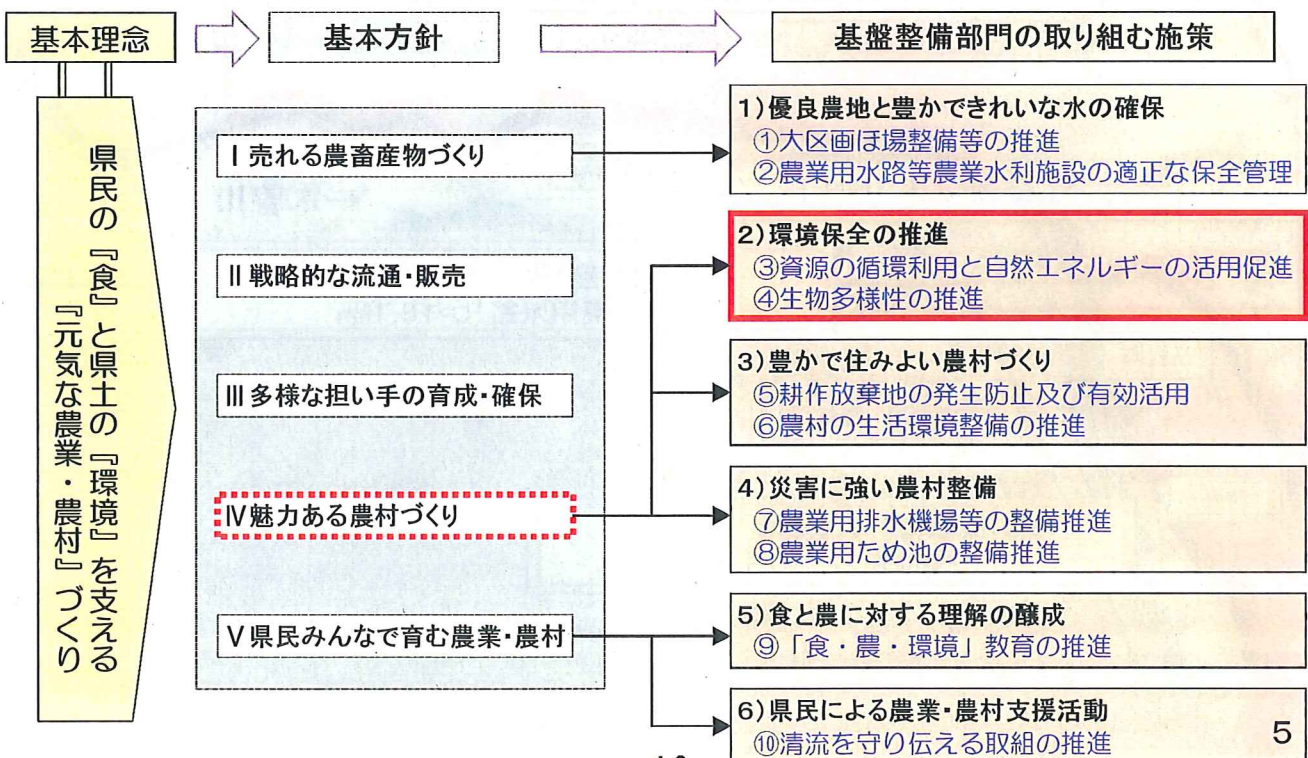 基本理念
基本方針
基盤整備部門の取り組む施策
県民の『食』と県土の『環境』を支える
『元気な農業・農村』づくり
Ⅰ売れる農畜産物づくり
Ⅱ戦略的な流通・販売
Ⅲ多様な担い手の育成・確保
Ⅳ魅力ある農村づくり
Ⅴ県民みんなで育む農業・農村
1)優良農地と豊かできれいな水の確保
①大区画ほ場整備等の推進
②農業用水路等農業水利施設の適正な保全管理
2)環境保全の推進
③資源の循環利用と自然エネルギーの活用促進
④生物多様性の推進
3)豊かで住みよい農村づくり
⑤耕作放棄地の発生防止及び有効活用
⑥農村の生活環境整備の推進
4)災害に強い農村整備
⑦農業用排水機場等の整備推進
⑧農業用ため池の整備推進
5)食と農に対する理解の醸成
⑨「食・農・環境」教育の推進
6)県民による農業・農村支援活動
⑩清流を守り伝える取組の推進
5